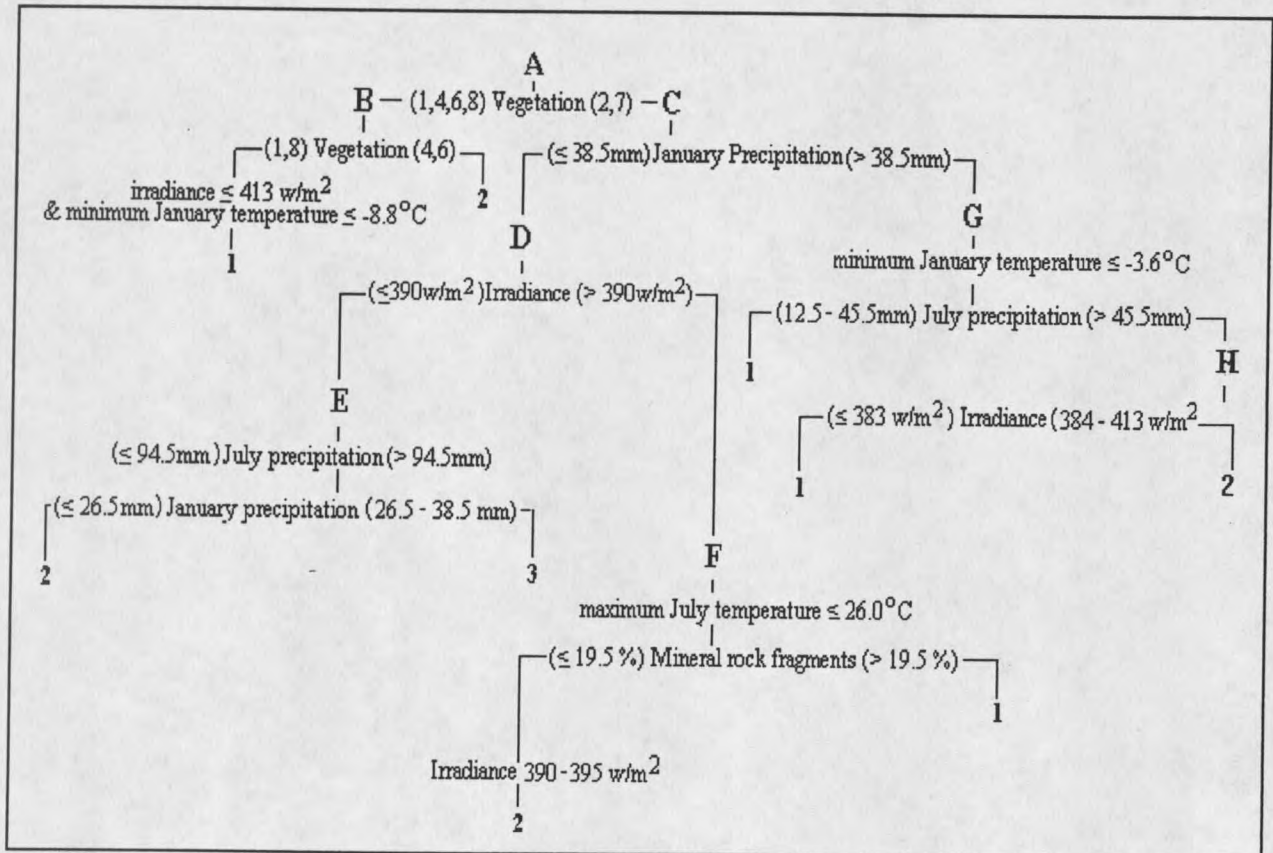 A
B (1,4,6,8) Vegetation (2,7) C
(1,8) Vegetation (4,6)
(≤ 38.5mm) January Precipitation (> 38.5mm)
irradiance ≤ 413 w/m²
& minimum January temperature ≤ -8.8°C
2
1
D
G
minimum January temperature ≤ -3.6°C
(≤390w/m²) Irradiance (> 390w/m²)
(12.5 - 45.5mm) July precipitation (> 45.5mm)
1
H
E
(≤ 383 w/m²) Irradiance (384 - 413 w/m²
(≤ 94.5mm) July precipitation (> 94.5mm)
1
2
(≤ 26.5mm) January precipitation (26.5 - 38.5 mm)
2
3
F
maximum July temperature ≤ 26.0°C
(≤ 19.5 %) Mineral rock fragments (> 19.5 %)
1
Irradiance 390 - 395 w/m²
2